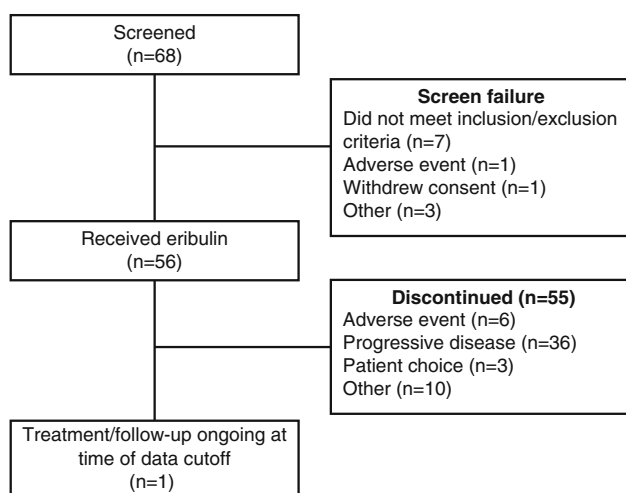 Screened
(n=68)
Screen failure
Did not meet inclusion/exclusion
criteria (n=7)
Adverse event (n=1)
Withdrew consent (n=1)
Other (n=3)
Received eribulin
(n=56)
Discontinued (n=55)
Adverse event (n=6)
Progressive disease (n=36)
Patient choice (n=3)
Other (n=10)
Treatment/follow-up ongoing at
time of data cutoff
(n=1)